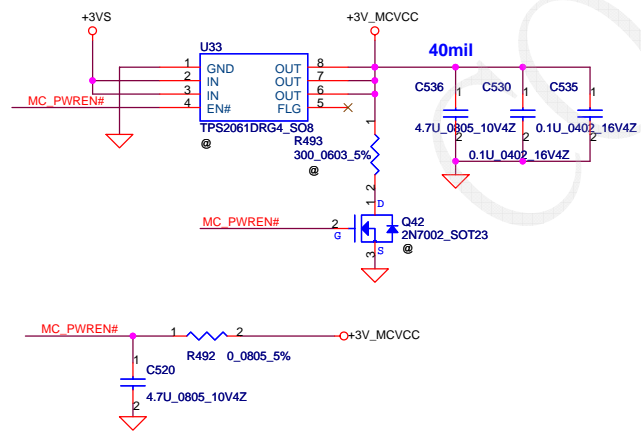 +3VS
+3V_MCVCC
U33
40mil
1 GND OUT 8
2 IN OUT 7
3 IN OUT 6
4 EN# FLG 5
MC_PWREN#
TPS2061DRG4_SO8
@
C536
C530
C535
1
1
1
4.7U_0805_10V4Z
0.1U_0402_16V4Z
2
2
2
0.1U_0402_16V4Z
1
R493
300_0603_5%
@
2
1
D
MC_PWREN#
2
G
Q42
2N7002_SOT23
@
S
3
MC_PWREN#
1
2
+3V_MCVCC
R492
0_0805_5%
1
C520
4.7U_0805_10V4Z
2